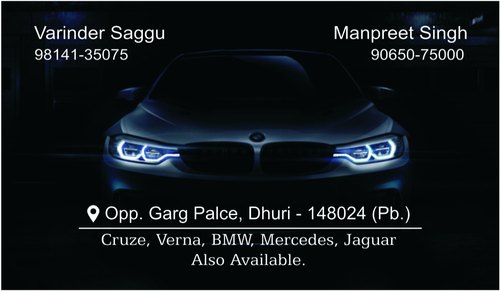 Varinder Saggu
98141-35075
Manpreet Singh
90650-75000
Opp. Garg Palce, Dhuri - 148024 (Pb.)
Cruze, Verna, BMW, Mercedes, Jaguar
Also Available.